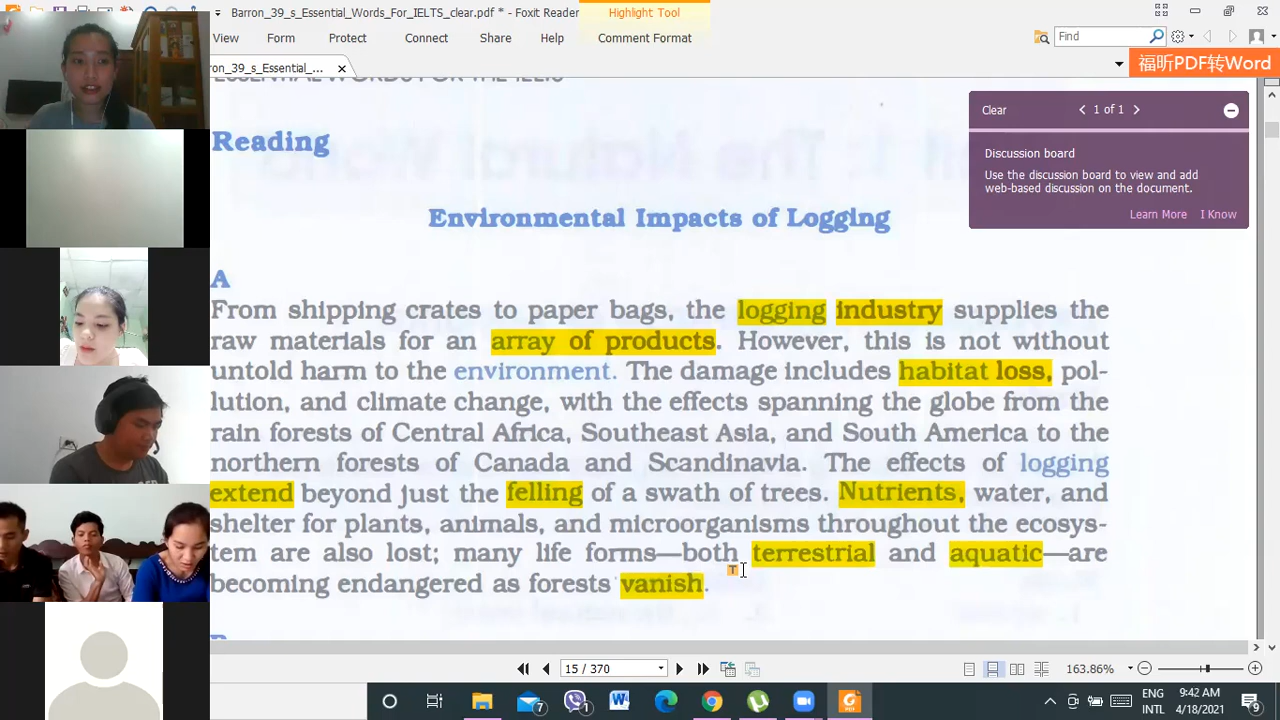 Barron_39_s_Essential_Words_For_IELTS_clear.pdf * - Foxit Reader
Highlight Tool
View Form Protect Connect Share Help Comment Format
Find
ron_39_s_Essential_...
福昕PDF转Word
ESSENTIAL WORDS FOR THE IELTS
Clear
1 of 1
Discussion board
Use the discussion board to view and add
web-based discussion on the document.
Learn More I Know
Reading
Environmental Impacts of Logging
A
From shipping crates to paper bags, the logging industry supplies the
raw materials for an array of products. However, this is not without
untold harm to the environment. The damage includes habitat loss, pol-
lution, and climate change, with the effects spanning the globe from the
rain forests of Central Africa, Southeast Asia, and South America to the
northern forests of Canada and Scandinavia. The effects of logging
extend beyond just the felling of a swath of trees. Nutrients, water, and
shelter for plants, animals, and microorganisms throughout the ecosys-
tem are also lost; many life forms—both terrestrial and aquatic—are
becoming endangered as forests vanish.
15 / 370
163.86%
7
1
ENG
INTL
9:42 AM
4/18/2021
9